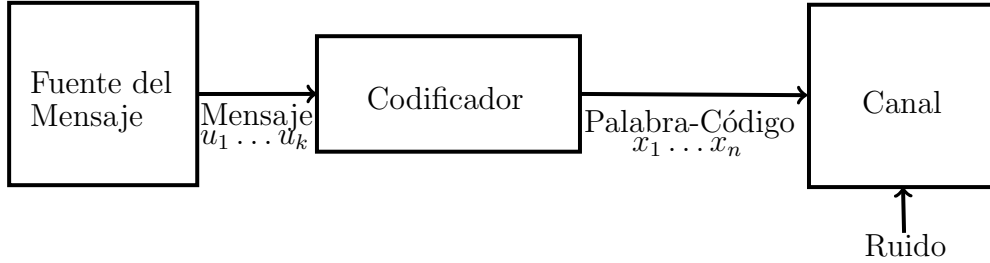 Fuente del
Mensaje
Mensaje
u₁ … uₖ
Codificador
Palabra-Código
x₁ … xₙ
Canal
Ruido